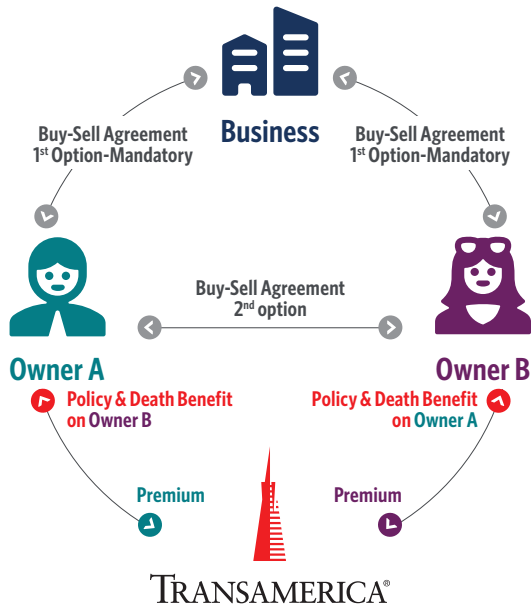 Business
Buy-Sell Agreement
1st Option-Mandatory
Buy-Sell Agreement
1st Option-Mandatory
Buy-Sell Agreement
2nd option
Owner A
Owner B
Policy & Death Benefit
on Owner B
Policy & Death Benefit
on Owner A
Premium
Premium
TRANSAMERICA®